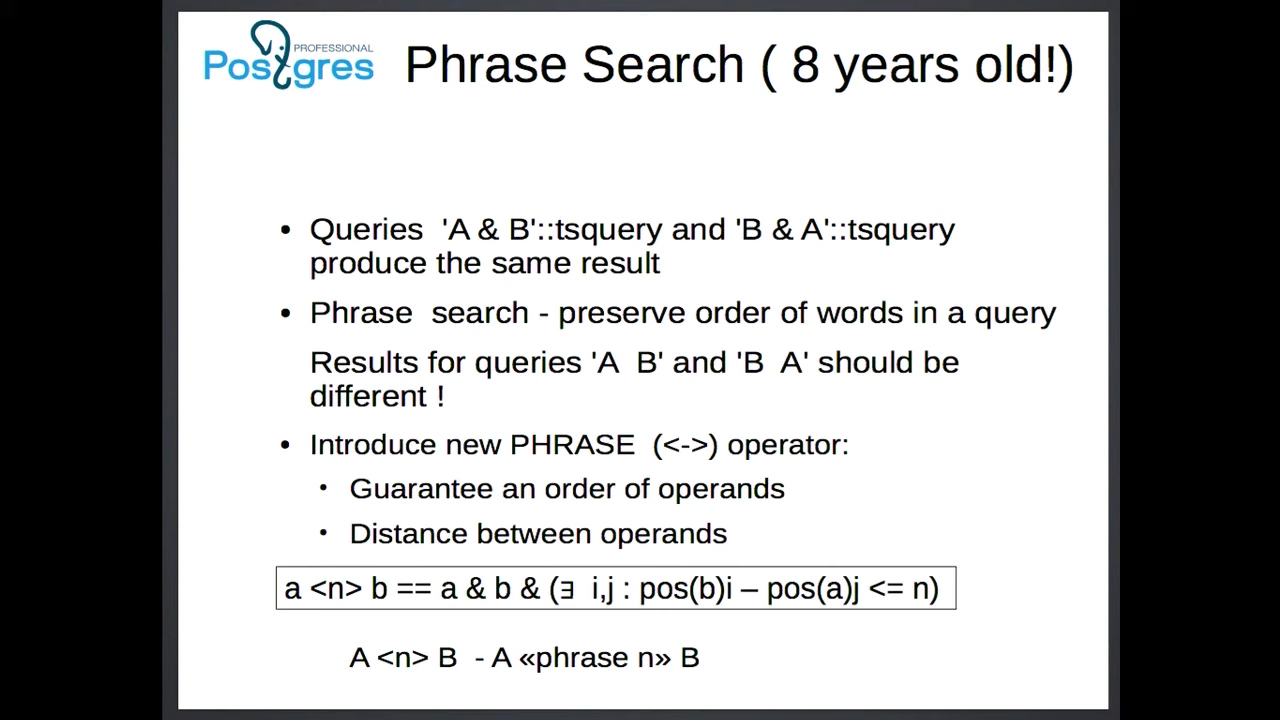 PROFESSIONAL
Postgres
Phrase Search ( 8 years old!)
• Queries 'A & B'::tsquery and 'B & A'::tsquery
produce the same result
• Phrase search - preserve order of words in a query
Results for queries 'A B' and 'B A' should be
different !
• Introduce new PHRASE (<->) operator:
• Guarantee an order of operands
• Distance between operands
a <n> b == a & b & (∃ i,j : pos(b)i – pos(a)j <= n)
A <n> B - A «phrase n» B